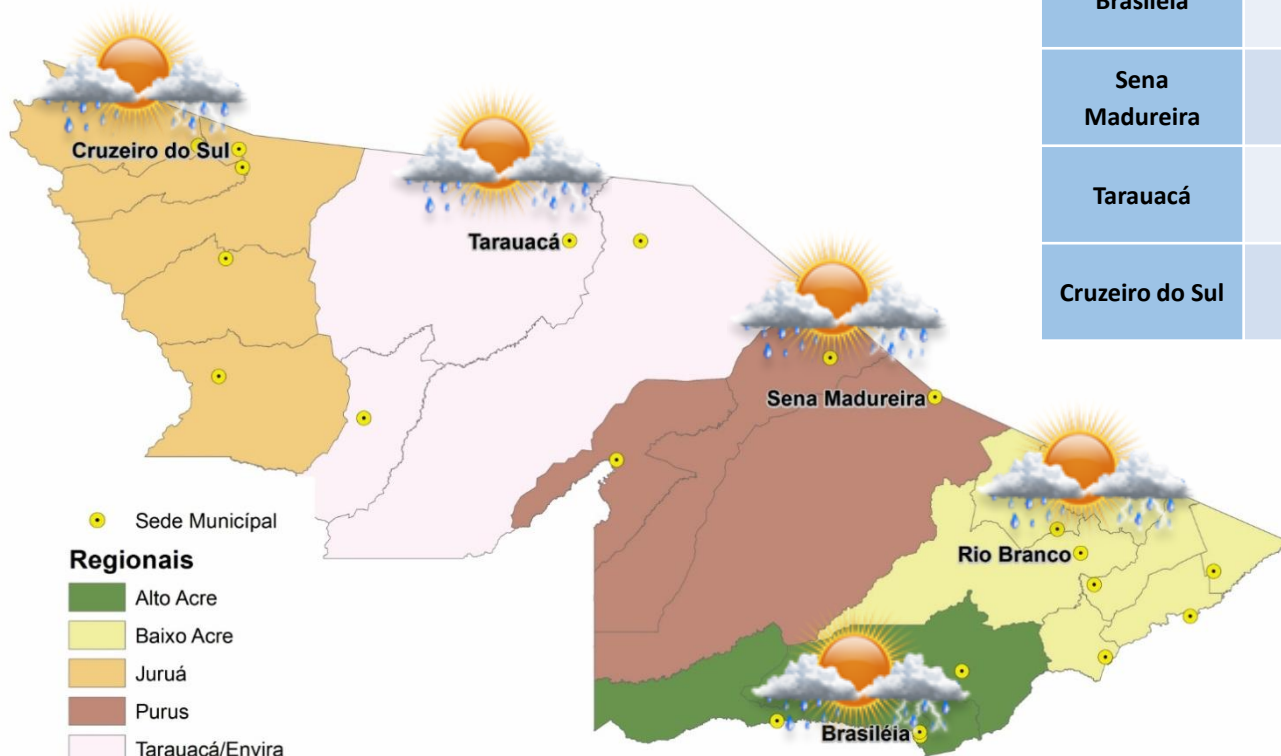 Brasiléia
Sena
Madureira
Tarauacá
Cruzeiro do Sul
Cruzeiro do Sul
Tarauacá
Sena Madureira
Rio Branco
Brasiléia
Sede Municípal
Regionais
Alto Acre
Baixo Acre
Juruá
Purus
Tarauacá/Envira